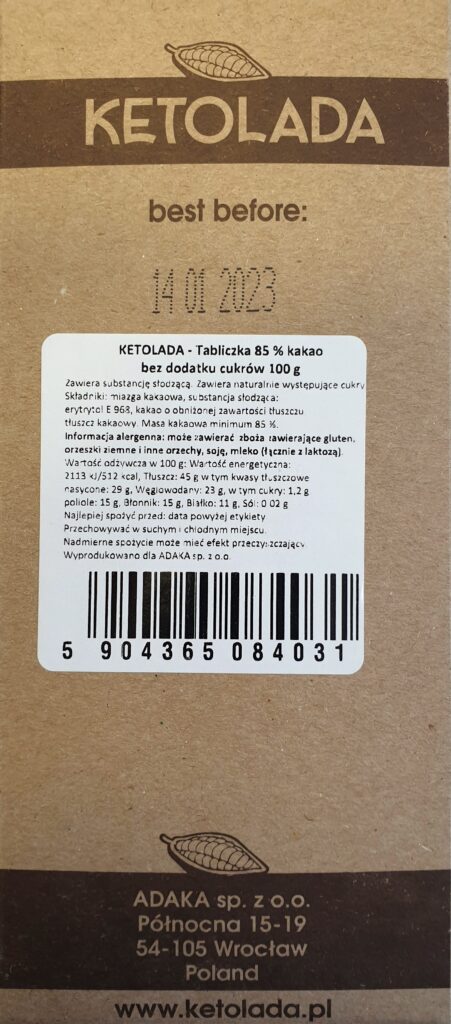 KETOLADA
best before:
14 01 2023
KETOLADA - Tabliczka 85 % kakao
bez dodatku cukrów 100 g
Zawiera substancję słodzącą. Zawiera naturalnie występujące cukry
Składniki: miazga kakaowa, substancja słodząca:
erytrytol E 968, kakao o obniżonej zawartości tłuszczu
tłuszcz kakaowy. Masa kakaowa minimum 85 %.
Informacja alergenna: może zawierać zboża zawierające gluten,
orzeszki ziemne i inne orzechy, soję, mleko (łącznie z laktozą).
Wartość odżywcza w 100 g: Wartość energetyczna:
2113 kJ/512 kcal, Tłuszcz: 45 g w tym kwasy tłuszczowe
nasycone: 29 g, Węglowodany: 23 g, w tym cukry: 1,2 g
poliole: 15 g, Błonnik: 15 g, Białko: 11 g, Sól: 0 02 g
Najlepiej spożyć przed: data powyżej etykiety
Przechowywać w suchym i chłodnym miejscu.
Nadmierne spożycie może mieć efekt przeczyszczający.
Wyprodukowano dla ADAKA sp. z o.o.
5 904365 084031
ADAKA sp. z o.o.
Północna 15-19
54-105 Wrocław
Poland
www.ketolada.pl